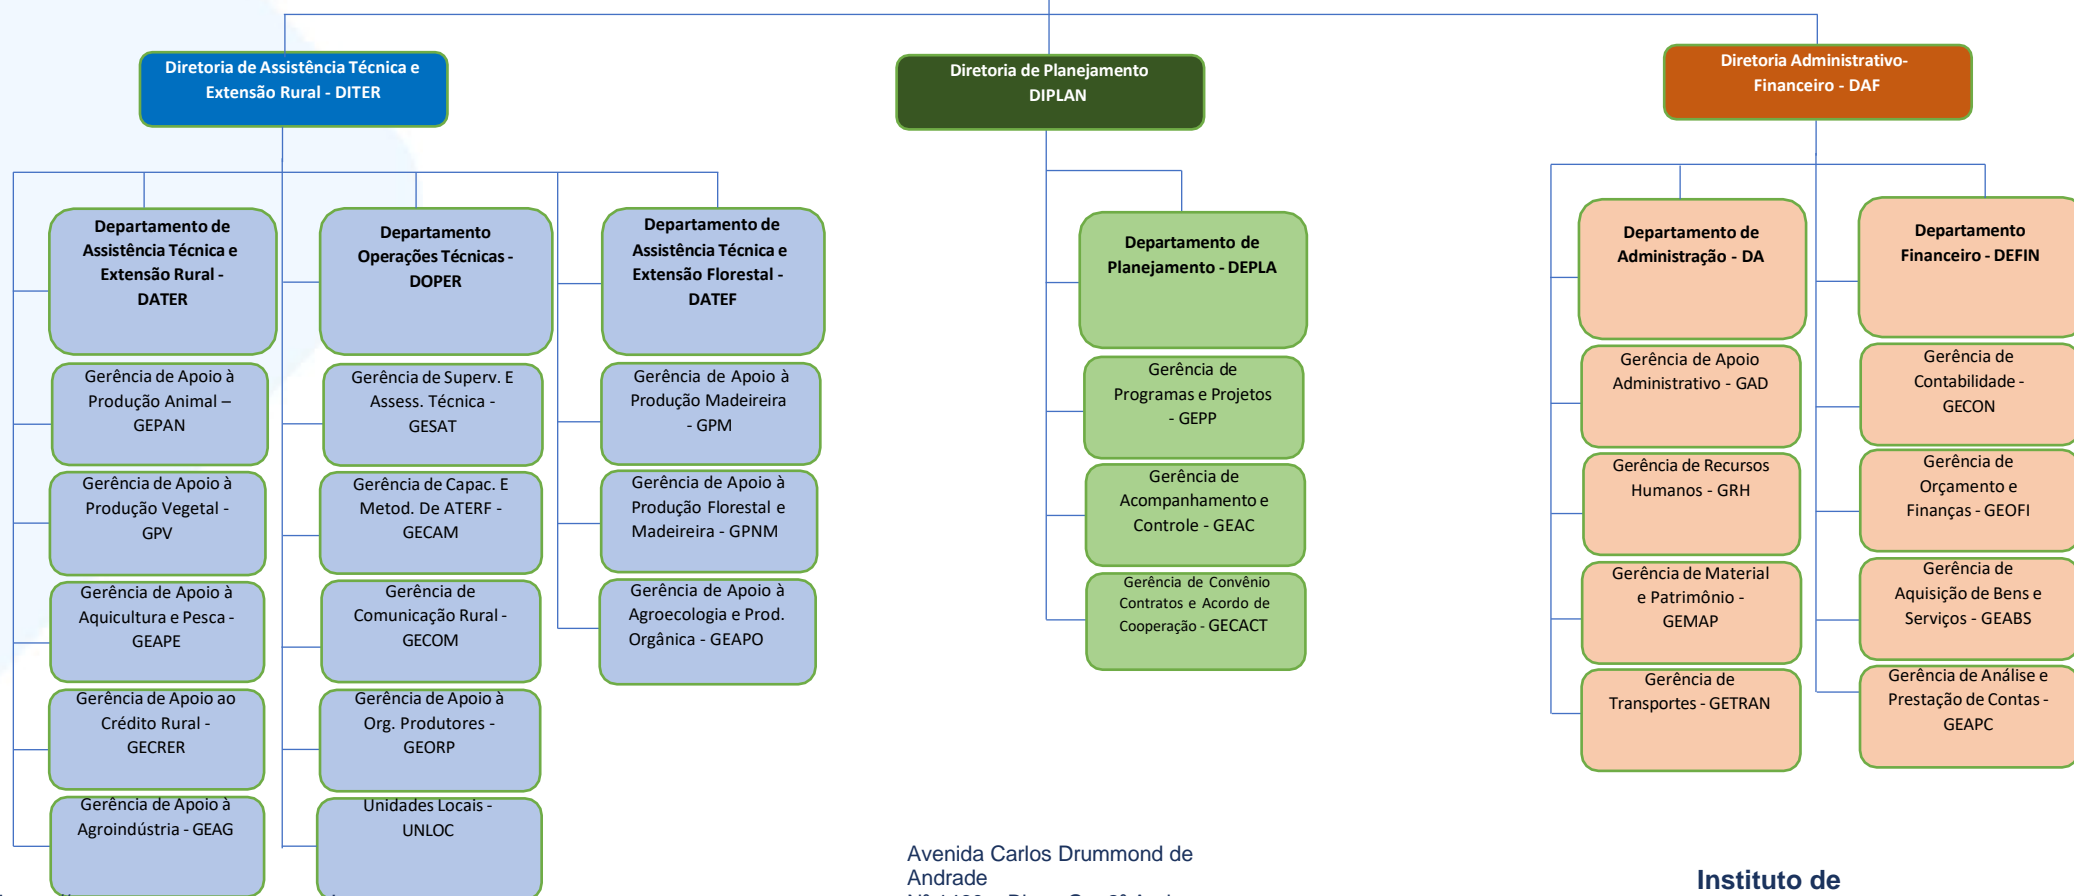 Diretoria de Assistência Técnica e
Extensão Rural - DITER
Diretoria de Planejamento
DIPLAN
Diretoria Administrativo-
Financeiro - DAF
Departamento de
Assistência Técnica e
Extensão Rural -
DATER
Departamento
Operações Técnicas -
DOPER
Departamento de
Assistência Técnica e
Extensão Florestal -
DATEF
Departamento de
Planejamento - DEPLA
Departamento de
Administração - DA
Departamento
Financeiro - DEFIN
Gerência de Apoio à
Produção Animal –
GEPAN
Gerência de Superv. E
Assess. Técnica -
GESAT
Gerência de Apoio à
Produção Madeireira
- GPM
Gerência de
Programas e Projetos
- GEPP
Gerência de Apoio
Administrativo - GAD
Gerência de
Contabilidade -
GECON
Gerência de Apoio à
Produção Vegetal -
GPV
Gerência de Capac. E
Metod. De ATERF -
GECAM
Gerência de Apoio à
Produção Florestal e
Madeireira - GPNM
Gerência de
Acompanhamento e
Controle - GEAC
Gerência de Recursos
Humanos - GRH
Gerência de
Orçamento e
Finanças - GEOFI
Gerência de Apoio à
Aquicultura e Pesca -
GEAPE
Gerência de
Comunicação Rural -
GECOM
Gerência de Apoio à
Agroecologia e Prod.
Orgânica - GEAPO
Gerência de Convênio
Contratos e Acordo de
Cooperação - GECACT
Gerência de Material
e Patrimônio -
GEMAP
Gerência de
Aquisição de Bens e
Serviços - GEABS
Gerência de Apoio ao
Crédito Rural -
GECRER
Gerência de Apoio à
Org. Produtores -
GEORP
Gerência de
Transportes - GETRAN
Gerência de Análise e
Prestação de Contas -
GEAPC
Gerência de Apoio à
Agroindústria - GEAG
Unidades Locais -
UNLOC
Avenida Carlos Drummond de
Andrade
Instituto de